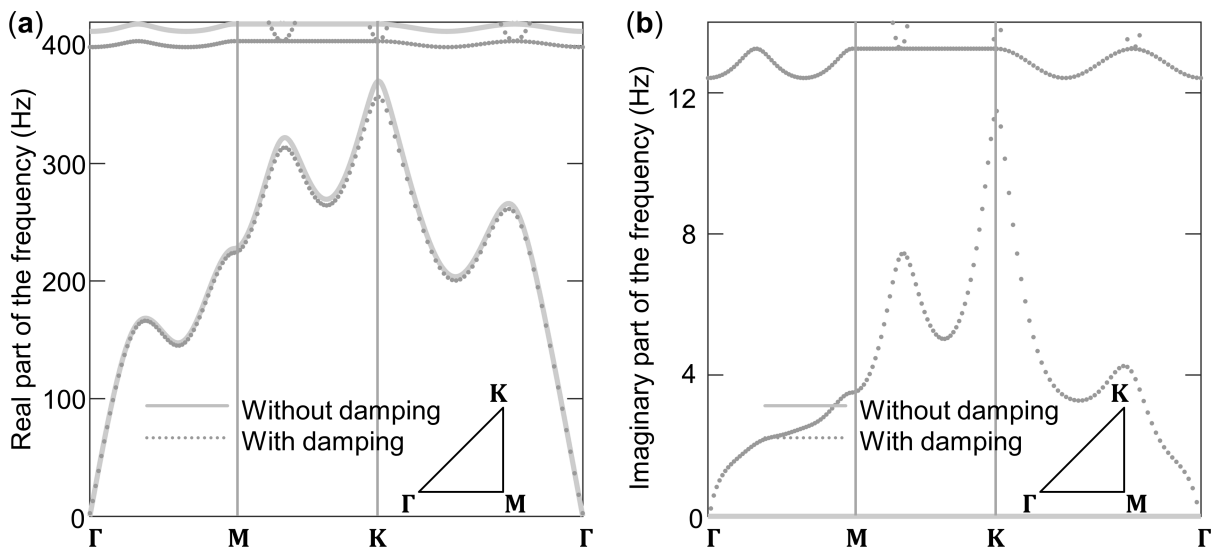 (a)
Real part of the frequency (Hz)
400
300
200
100
0
Without damping
With damping
K
Γ
M
Γ
M
K
Γ
(b)
Imaginary part of the frequency (Hz)
12
8
4
0
Without damping
With damping
K
Γ
M
Γ
M
K
Γ